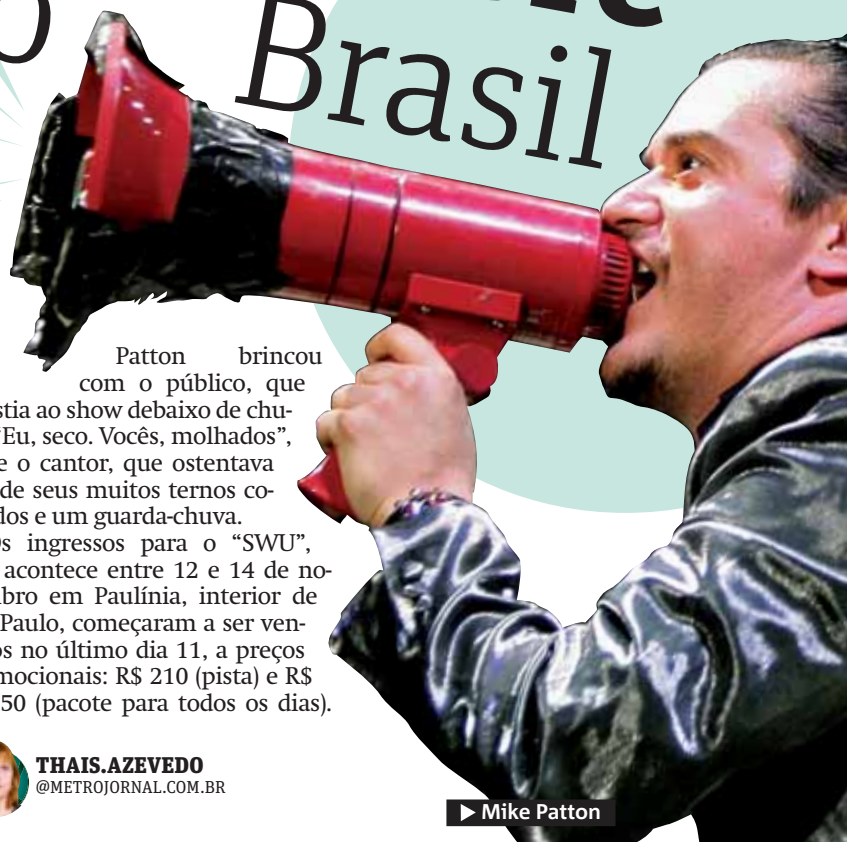 Brasil
Patton brincou
com o público, que
stia ao show debaixo de chu-
“Eu, seco. Vocês, molhados”,
e o cantor, que ostentava
de seus muitos ternos co-
dos e um guarda-chuva.
s ingressos para o “SWU”,
acontece entre 12 e 14 de no-
bro em Paulínia, interior de
Paulo, começaram a ser ven-
os no último dia 11, a preços
mocionais: R$ 210 (pista) e R$
50 (pacote para todos os dias).
THAIS.AZEVEDO
@METROJORNAL.COM.BR
▶ Mike Patton